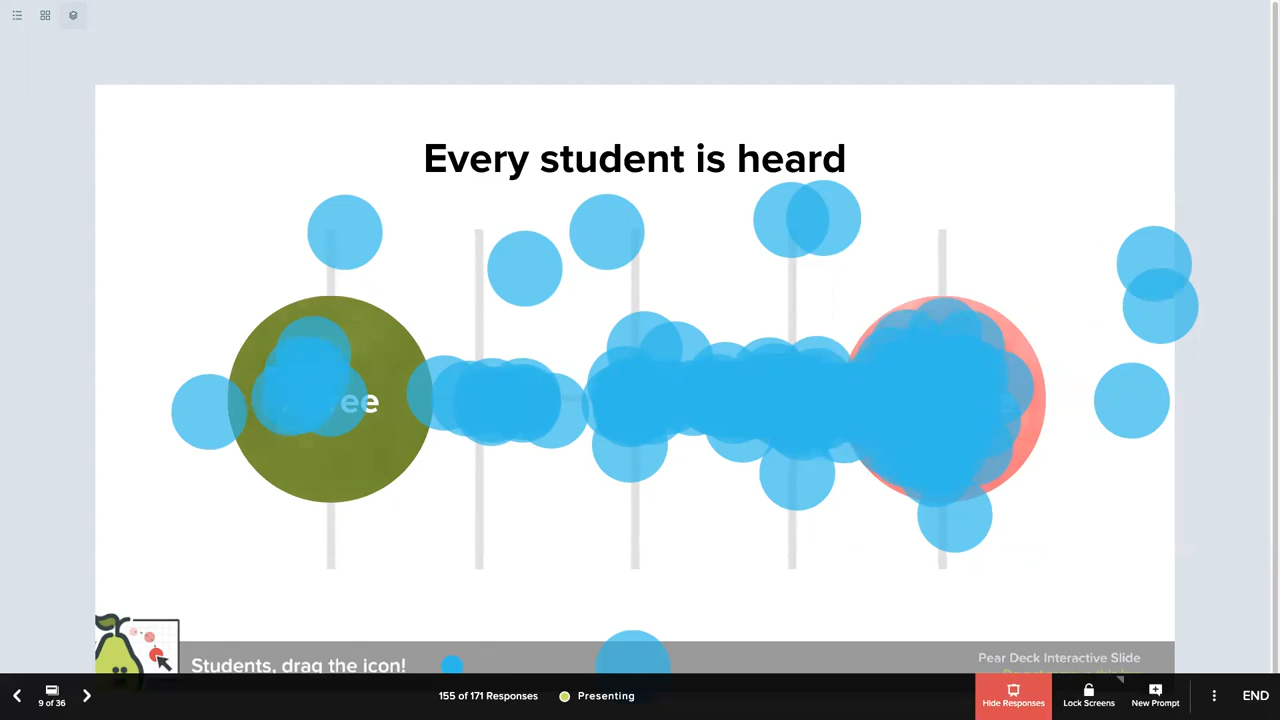 Every student is heard
Students, drag the icon!
Pear Deck Interactive Slide
9 of 36
155 of 171 Responses
Presenting
Hide Responses
Lock Screens
New Prompt
END